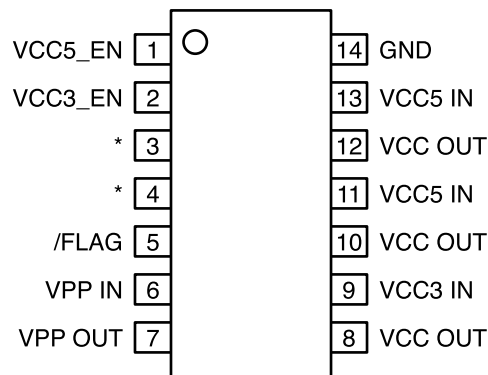 VCC5_EN 1 14 GND
VCC3_EN 2 13 VCC5 IN
* 3 12 VCC OUT
* 4 11 VCC5 IN
/FLAG 5 10 VCC OUT
VPP IN 6 9 VCC3 IN
VPP OUT 7 8 VCC OUT